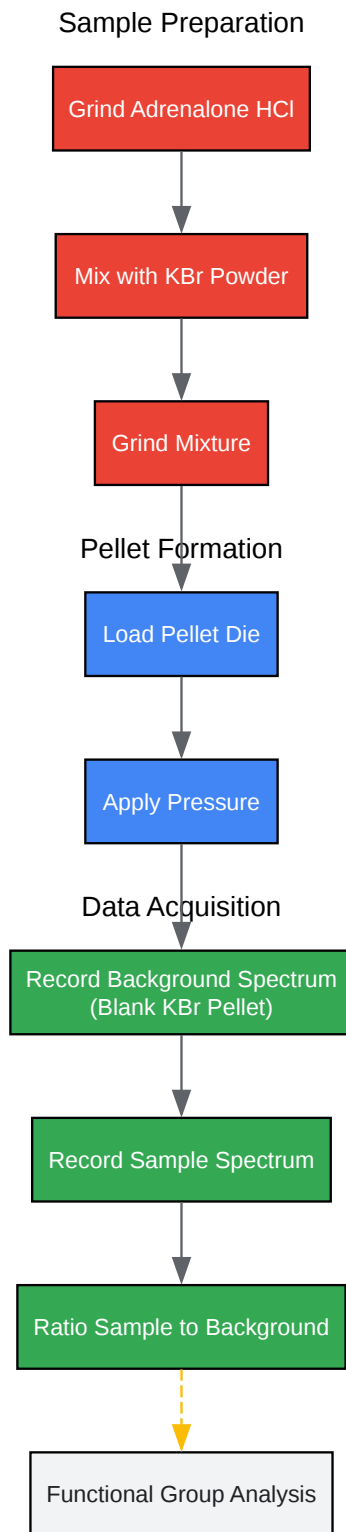 Sample Preparation
Grind Adrenalone HCl
Mix with KBr Powder
Grind Mixture
Pellet Formation
Load Pellet Die
Apply Pressure
Data Acquisition
Record Background Spectrum
(Blank KBr Pellet)
Record Sample Spectrum
Ratio Sample to Background
Functional Group Analysis